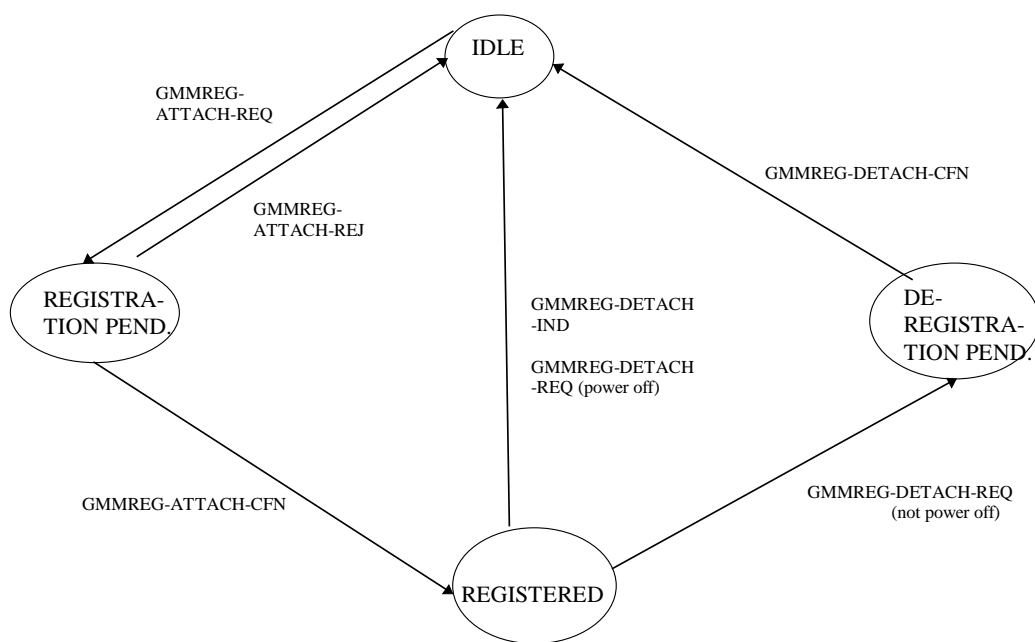 IDLE
GMMREG-
ATTACH-REQ
GMMREG-DETACH-CFN
GMMREG-
ATTACH-REJ
REGISTRA-
TION PEND.
GMMREG-DETACH
-IND
GMMREG-DETACH
-REQ (power off)
DE-
REGISTRA-
TION PEND.
GMMREG-ATTACH-CFN
GMMREG-DETACH-REQ
(not power off)
REGISTERED